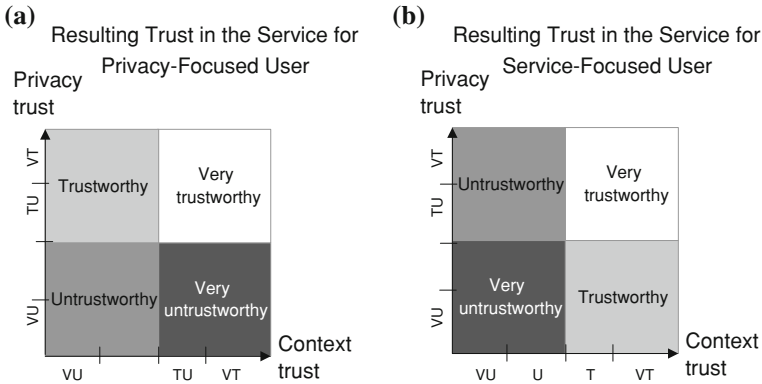 (a)
Resulting Trust in the Service for
Privacy-Focused User
Privacy
trust
VT
TU
VU
Trustworthy
Very
trustworthy
Untrustworthy
Very
untrustworthy
VU
TU
VT
Context
trust
(b)
Resulting Trust in the Service for
Service-Focused User
Privacy
trust
VT
TU
VU
Untrustworthy
Very
trustworthy
Very
untrustworthy
Trustworthy
VU
U
T
VT
Context
trust